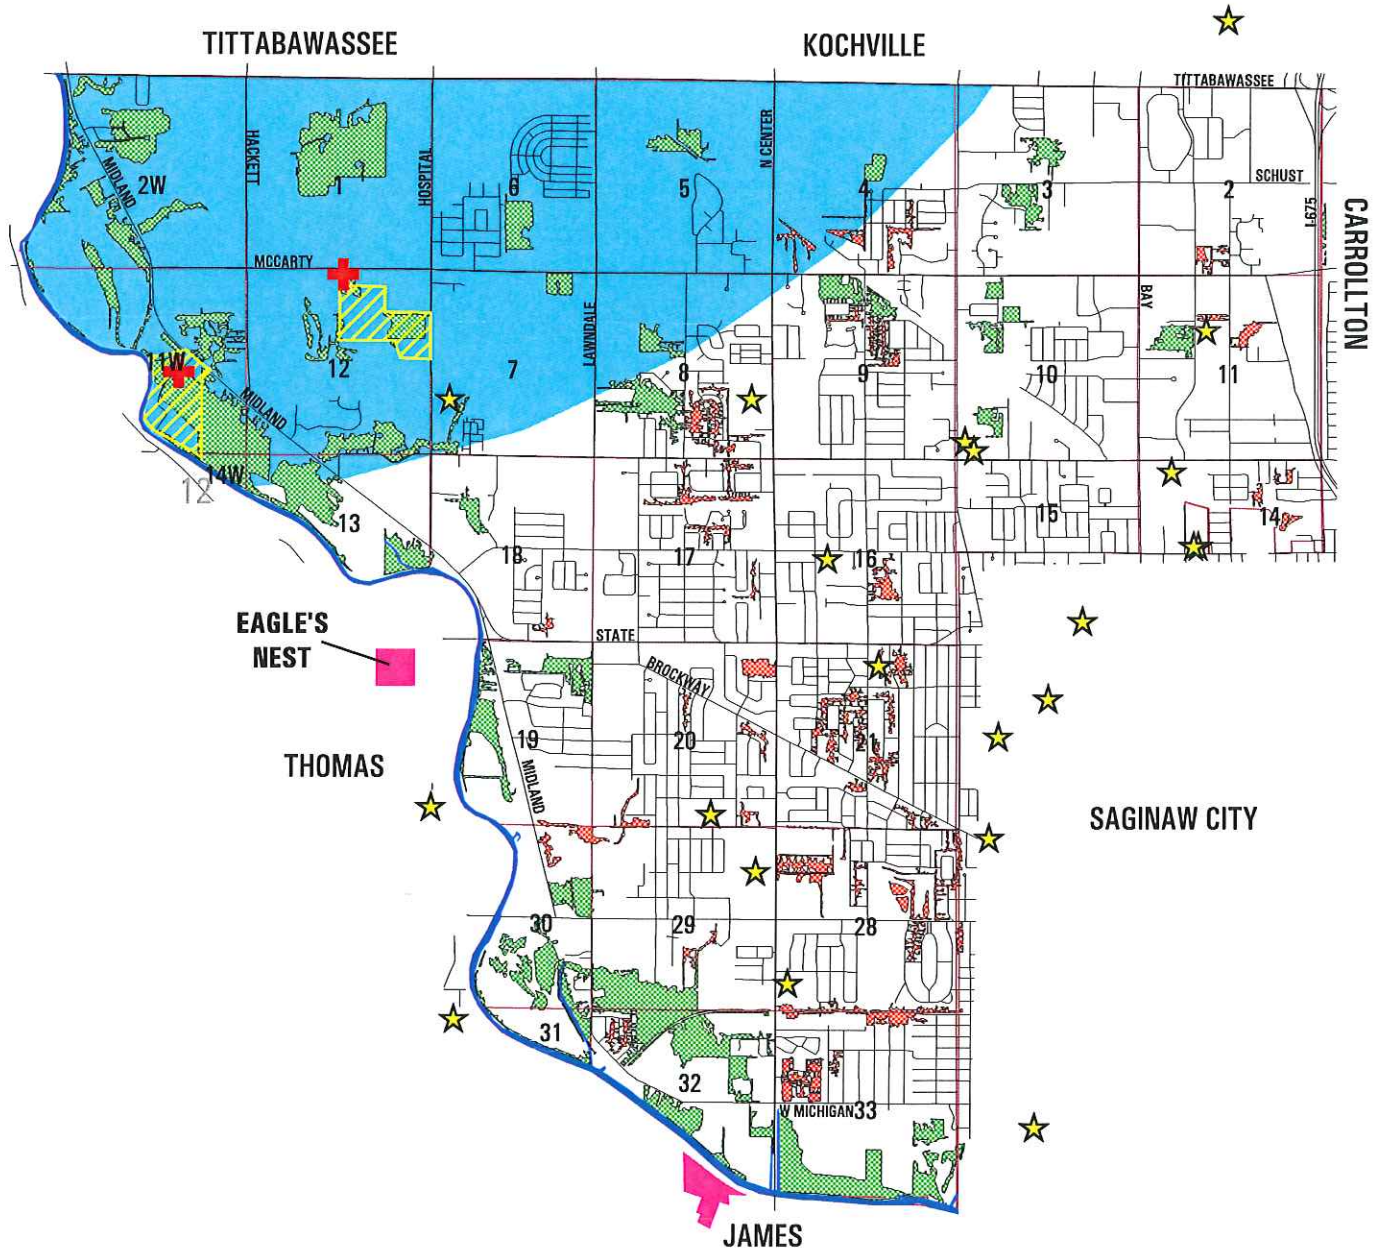 TITTABAWASSEE
KOCHVILLE
TITTABAWASSEE
HACKETT
MIDLAND
2W
1
HOSPITAL
6
5
N CENTER
4
3
2
SCHUST
I-675
CARROLLTON
MCCARTY
BAY
LAWNDALE
11W
12
7
8
9
10
11
MIDLAND
14W
12
13
18
17
16
15
14
EAGLE'S
NEST
STATE
BROCKWAY
THOMAS
19
20
21
MIDLAND
SAGINAW CITY
30
29
28
31
32
W MICHIGAN
33
JAMES